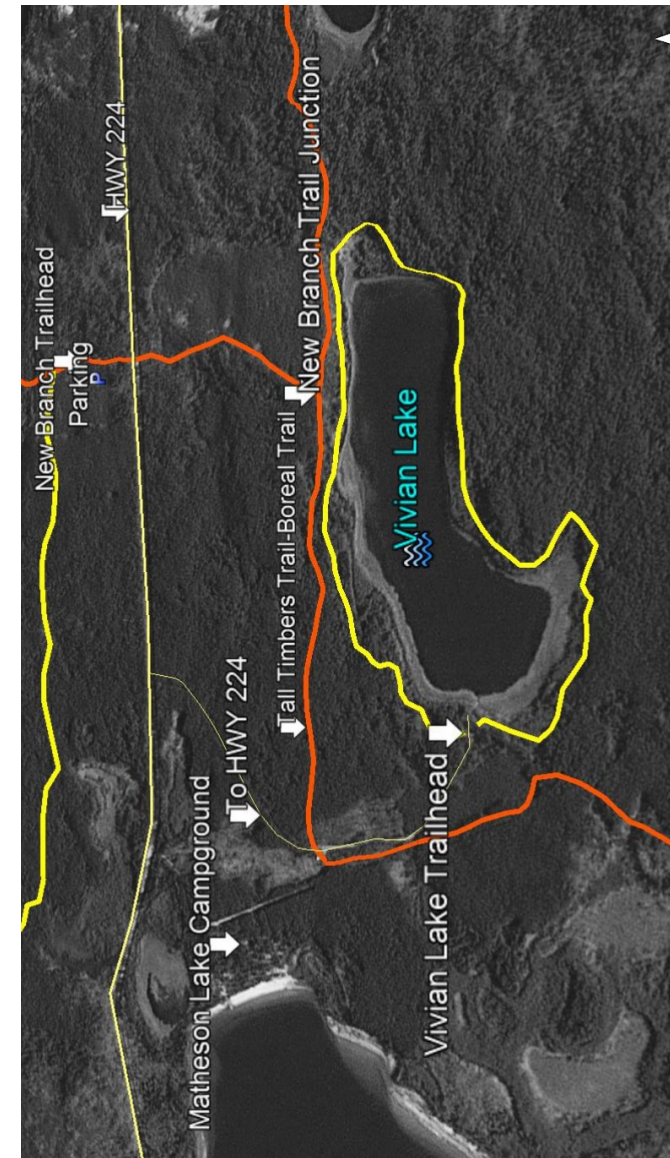 New Branch Trailhead
Parking
P
HWY 224
Matheson Lake Campground
To HWY 224
Tall Timbers Trail-Boreal Trail
New Branch Trail Junction
Vivian Lake
Vivian Lake Trailhead